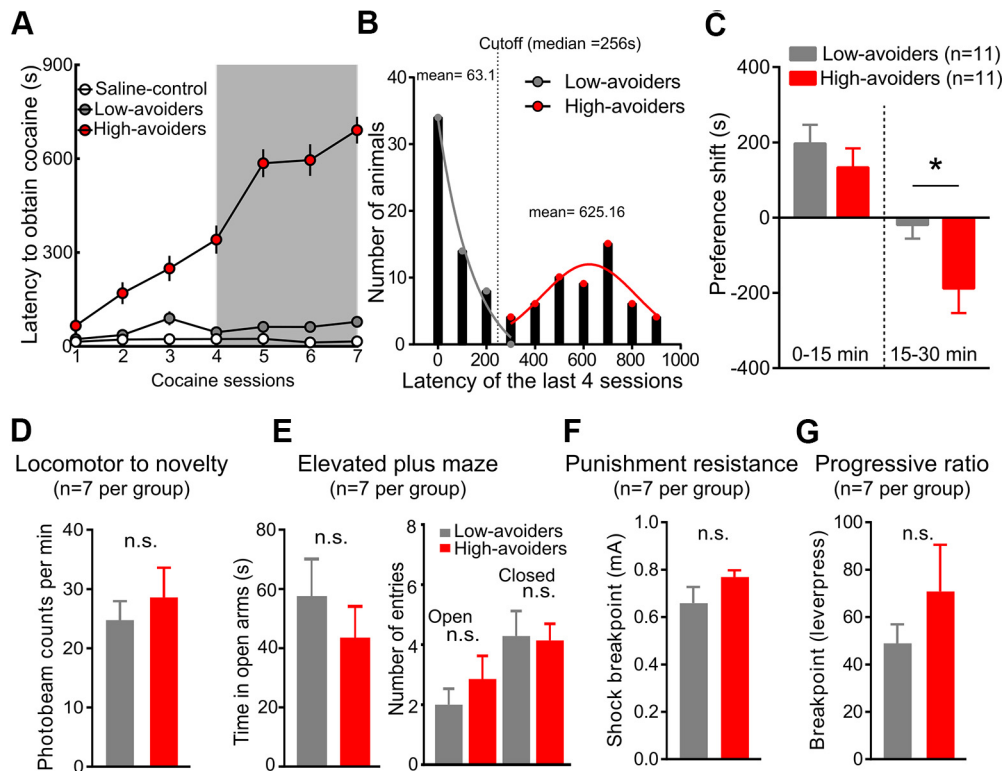 A
Latency to obtain cocaine (s)
900
600
300
0
Saline-control
Low-avoiders
High-avoiders
1 2 3 4 5 6 7
Cocaine sessions
B
Cutoff (median =256s)
mean= 63.1
Low-avoiders
High-avoiders
mean= 625.16
Number of animals
40
30
20
10
0
0 200 400 600 800 1000
Latency of the last 4 sessions
C
Low-avoiders (n=11)
High-avoiders (n=11)
Preference shift (s)
400
200
0
-200
-400
*
0-15 min 15-30 min
D
Locomotor to novelty
(n=7 per group)
Photobeam counts per min
40
30
20
10
0
n.s.
E
Elevated plus maze
(n=7 per group)
Time in open arms (s)
80
60
40
20
0
n.s.
Number of entries
8
6
4
2
0
Low-avoiders
High-avoiders
Closed
n.s.
Open
n.s.
F
Punishment resistance
(n=7 per group)
Shock breakpoint (mA)
1.0
0.8
0.6
0.4
0.2
0.0
n.s.
G
Progressive ratio
(n=7 per group)
Breakpoint (leverpress)
100
80
60
40
20
0
n.s.